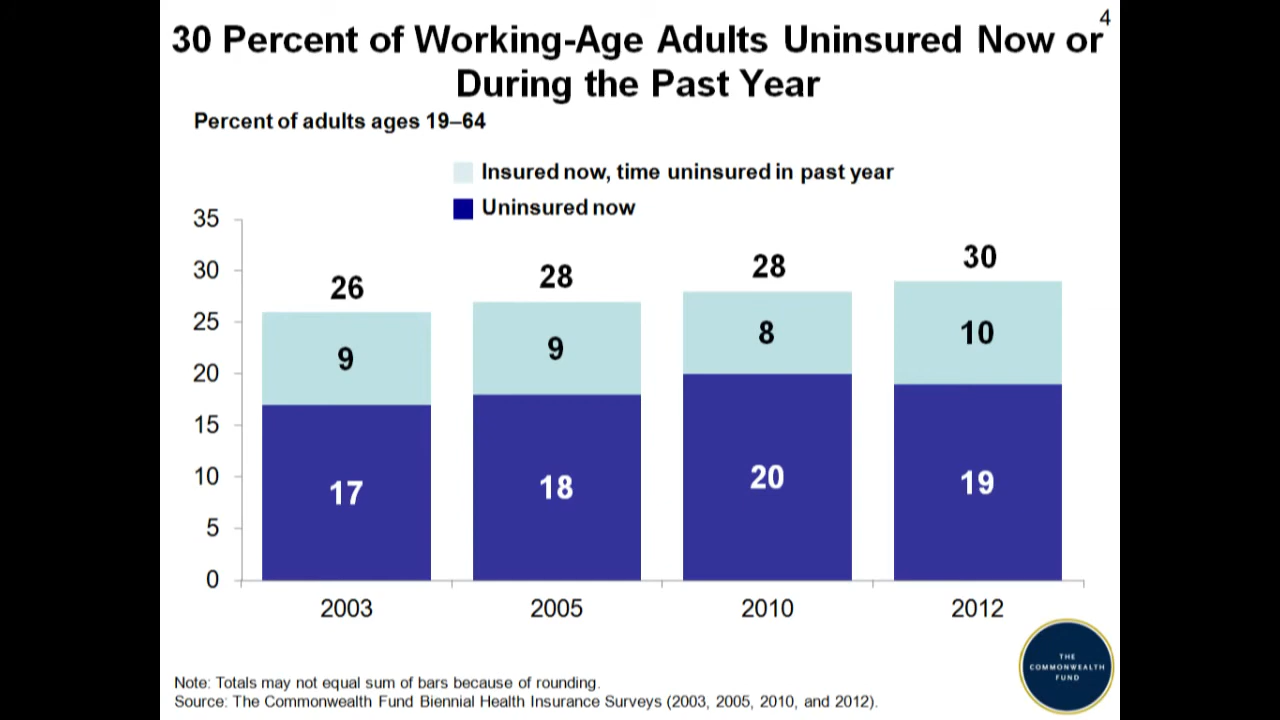 4
30 Percent of Working-Age Adults Uninsured Now or
During the Past Year
Percent of adults ages 19–64
Insured now, time uninsured in past year
Uninsured now
35
30
25
20
15
10
5
0
26
28
28
30
9
9
8
10
17
18
20
19
2003
2005
2010
2012
THE
COMMONWEALTH
FUND
Note: Totals may not equal sum of bars because of rounding.
Source: The Commonwealth Fund Biennial Health Insurance Surveys (2003, 2005, 2010, and 2012).